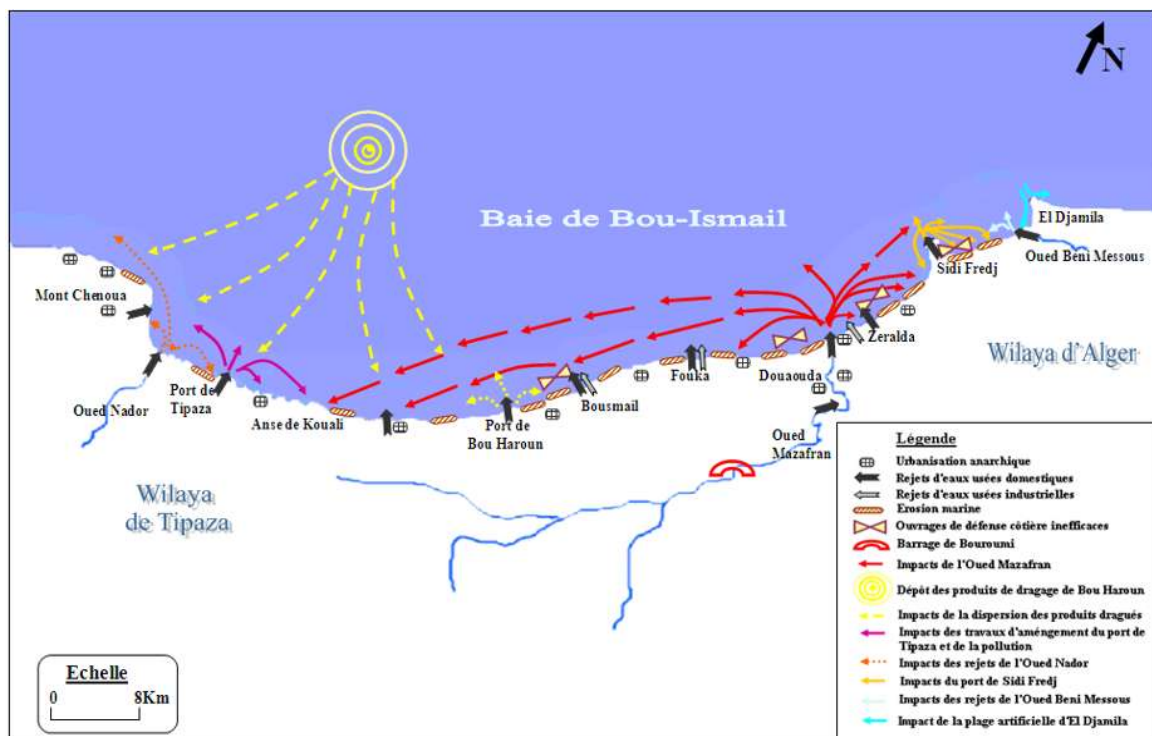 N
Baie de Bou-Ismail
El Djamila
Oued Beni Messous
Sidi Fredj
Mont Chenoua
Zeralda
Wilaya d'Alger
Fouka
Douaouda
Port de
Tipaza
Oued Nador
Bousmail
Anse de Kouali
Port de
Bou Haroun
Oued
Mazafran
Wilaya
de Tipaza
Légende
Urbanisation anarchique
Rejets d'eaux usées domestiques
Rejets d'eaux usées industrielles
Erosion marine
Ouvrages de défense côtière inefficaces
Barrage de Bouroumi
Impacts de l'Oued Mazafran
Dépôt des produits de dragage de Bou Haroun
Impacts de la dispersion des produits dragués
Impacts des travaux d'améngement du port de
Tipaza et de la pollution
Impacts des rejets de l'Oued Nador
Impacts du port de Sidi Fredj
Impacts des rejets de l'Oued Beni Messous
Impact de la plage artificielle d'El Djamila
Echelle
0 8Km